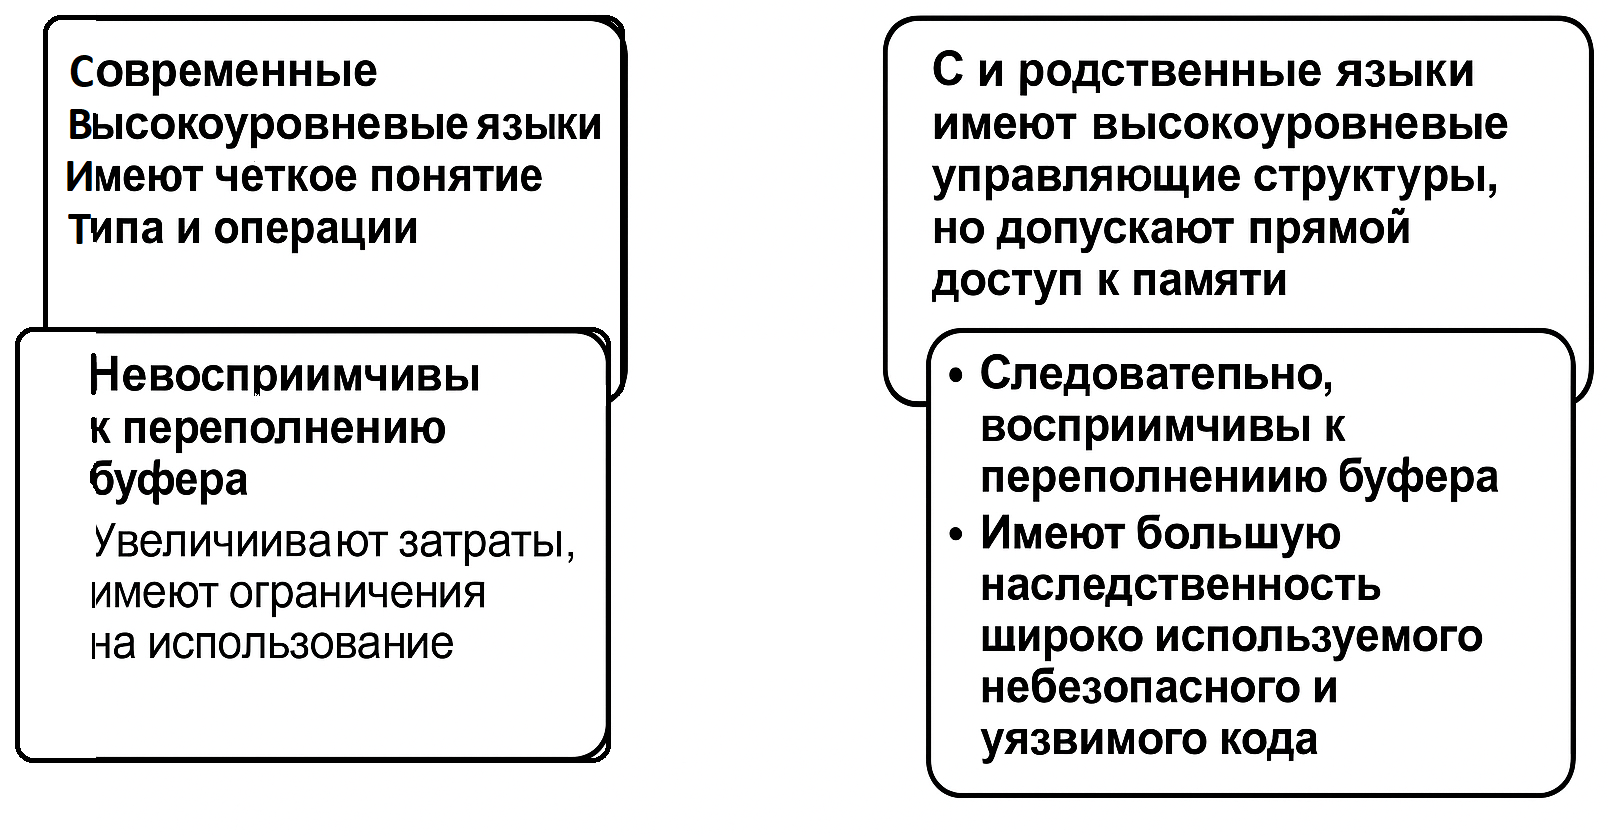 Современные
Высокоуровневые языки
Имеют четкое понятие
Типа и операции
Невосприимчивы
к переполнению
буфера
Увеличиивают затраты,
имеют ограничения
на использование
С и родственные языки
имеют высокоуровневые
управляющие структуры,
но допускают прямой
доступ к памяти
• Следовательно,
восприимчивы к
переполнениию буфера
• Имеют большую
наследственность
широко используемого
небезопасного и
уязвимого кода